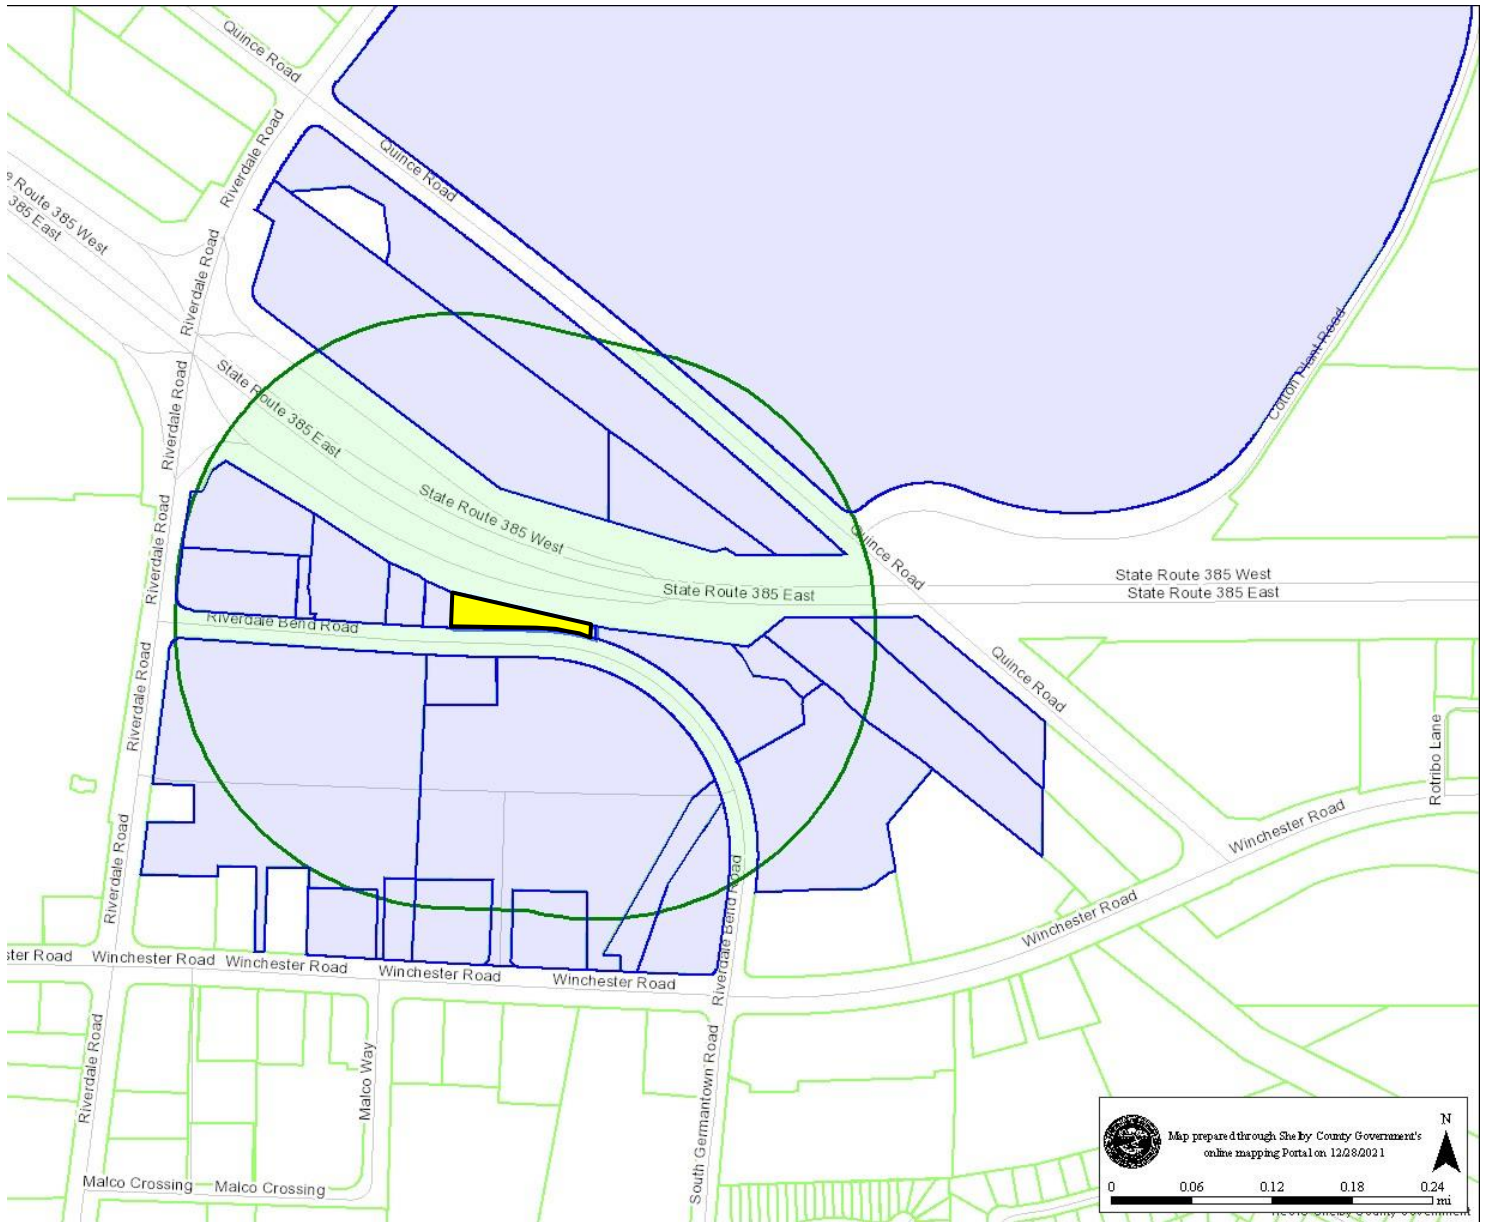 Quince Road
Riverdale Road
Quince Road
e Route 385 West
385 East
Riverdale Road
Cotton Plant Road
State Route 385 East
Riverdale Road
State Route 385 West
Riverdale Road
Quince Road
State Route 385 West
State Route 385 East
State Route 385 East
Riverdale Bend Road
Quince Road
Riverdale Road
Rotribo Lane
Winchester Road
Riverdale Road
Riverdale Bend Road
Winchester Road
ster Road
Winchester Road
Winchester Road
Winchester Road
Winchester Road
Riverdale Road
Malco Way
South Germantown Road
Malco Crossing
Malco Crossing
Map prepared through Shelby County Government's
online mapping Portal on 12/28/2021
N
0 0.06 0.12 0.18 0.24
mi